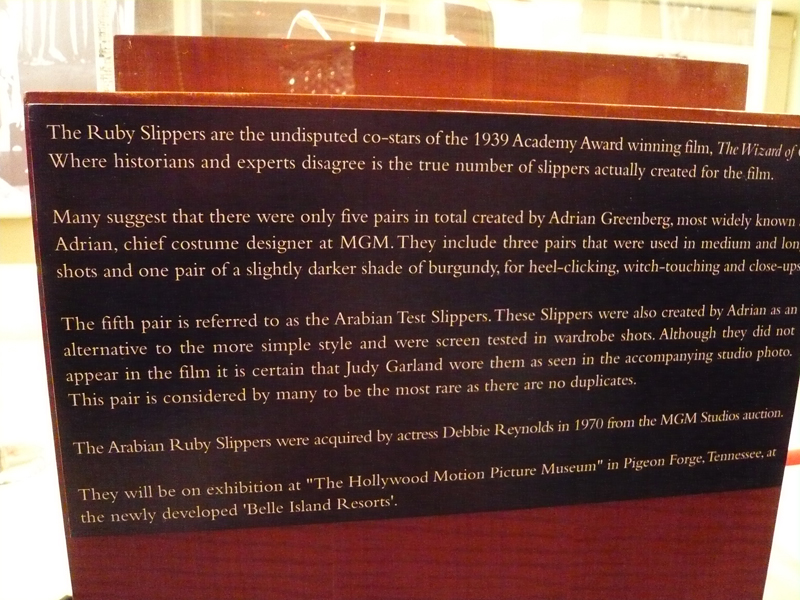 The Ruby Slippers are the undisputed co-stars of the 1939 Academy Award winning film, The Wizard of
Where historians and experts disagree is the true number of slippers actually created for the film.
Many suggest that there were only five pairs in total created by Adrian Greenberg, most widely known
Adrian, chief costume designer at MGM. They include three pairs that were used in medium and lon
shots and one pair of a slightly darker shade of burgundy, for heel-clicking, witch-touching and close-ups
The fifth pair is referred to as the Arabian Test Slippers. These Slippers were also created by Adrian as an
alternative to the more simple style and were screen tested in wardrobe shots. Although they did not
appear in the film it is certain that Judy Garland wore them as seen in the accompanying studio photo.
This pair is considered by many to be the most rare as there are no duplicates.
The Arabian Ruby Slippers were acquired by actress Debbie Reynolds in 1970 from the MGM Studios auction.
They will be on exhibition at "The Hollywood Motion Picture Museum" in Pigeon Forge, Tennessee, at
the newly developed 'Belle Island Resorts'.